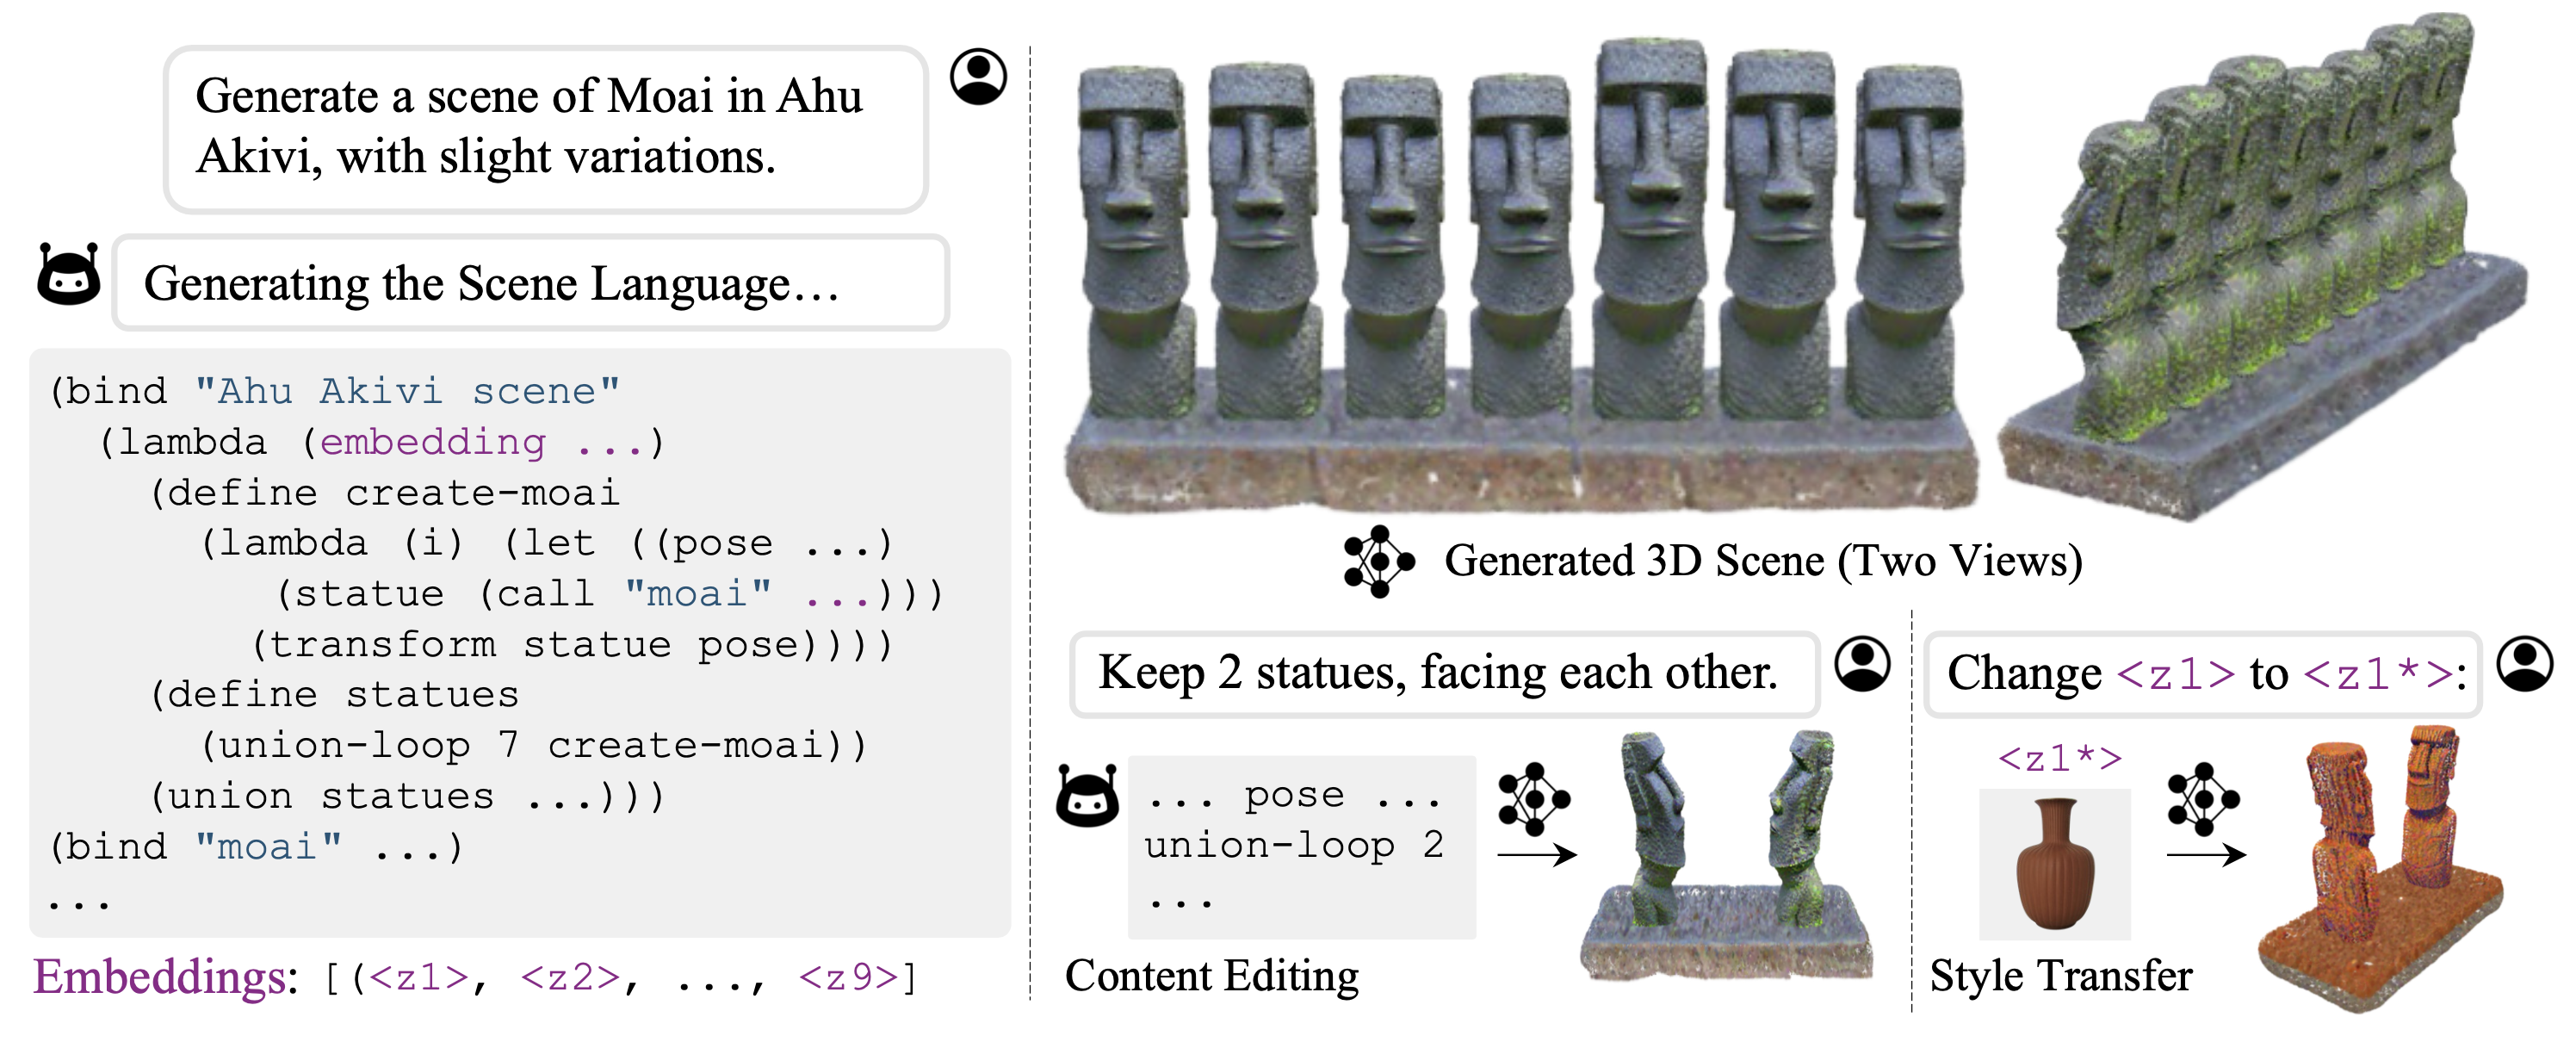 Generate a scene of Moai in Ahu
Akivi, with slight variations.
Generating the Scene Language...
(bind "Ahu Akivi scene"
(lambda (embedding ...)
(define create-moai
(lambda (i) (let ((pose ...)
(statue (call "moai" ...)))
(transform statue pose))))
(define statues
(union-loop 7 create-moai))
(union statues ...)))
(bind "moai" ...)
...
Embeddings: [(<z1>, <z2>, ..., <z9>]
Generated 3D Scene (Two Views)
Keep 2 statues, facing each other.
... pose ...
union-loop 2
...
Content Editing
Change <z1> to <z1*>:
<z1*>
Style Transfer